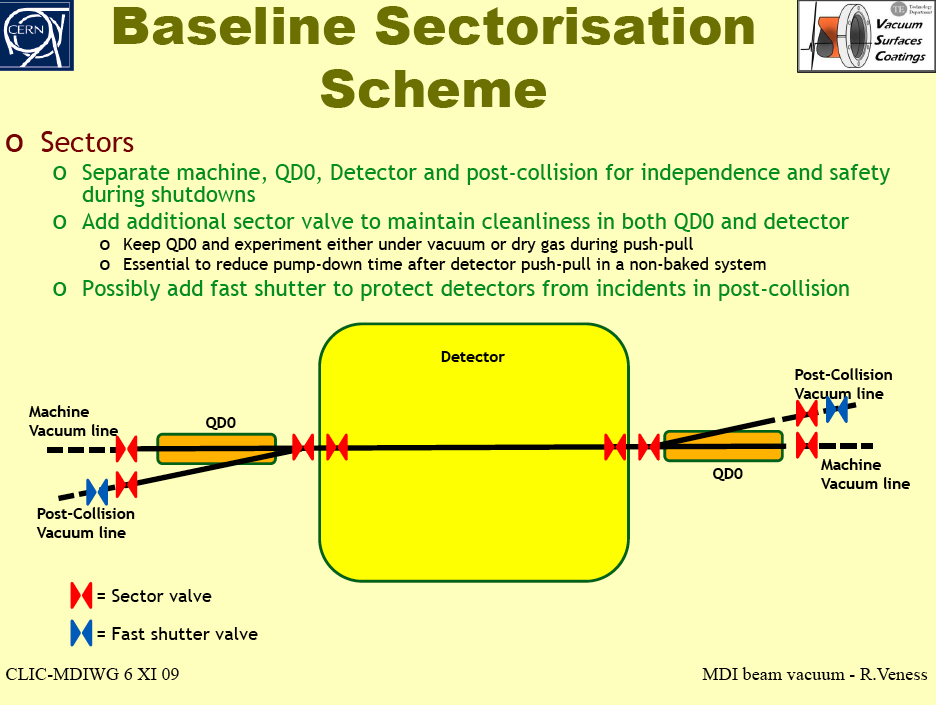 CERN
TE Technology Department
Vacuum
Surfaces
Coatings
Baseline Sectorisation
Scheme
o Sectors
o Separate machine, QD0, Detector and post-collision for independence and safety
during shutdowns
o Add additional sector valve to maintain cleanliness in both QD0 and detector
o Keep QD0 and experiment either under vacuum or dry gas during push-pull
o Essential to reduce pump-down time after detector push-pull in a non-baked system
o Possibly add fast shutter to protect detectors from incidents in post-collision
Detector
Post-Collision
Vacuum line
Machine
Vacuum line
QD0
QD0
Machine
Vacuum line
Post-Collision
Vacuum line
= Sector valve
= Fast shutter valve
CLIC-MDIWG 6 XI 09
MDI beam vacuum - R.Veness